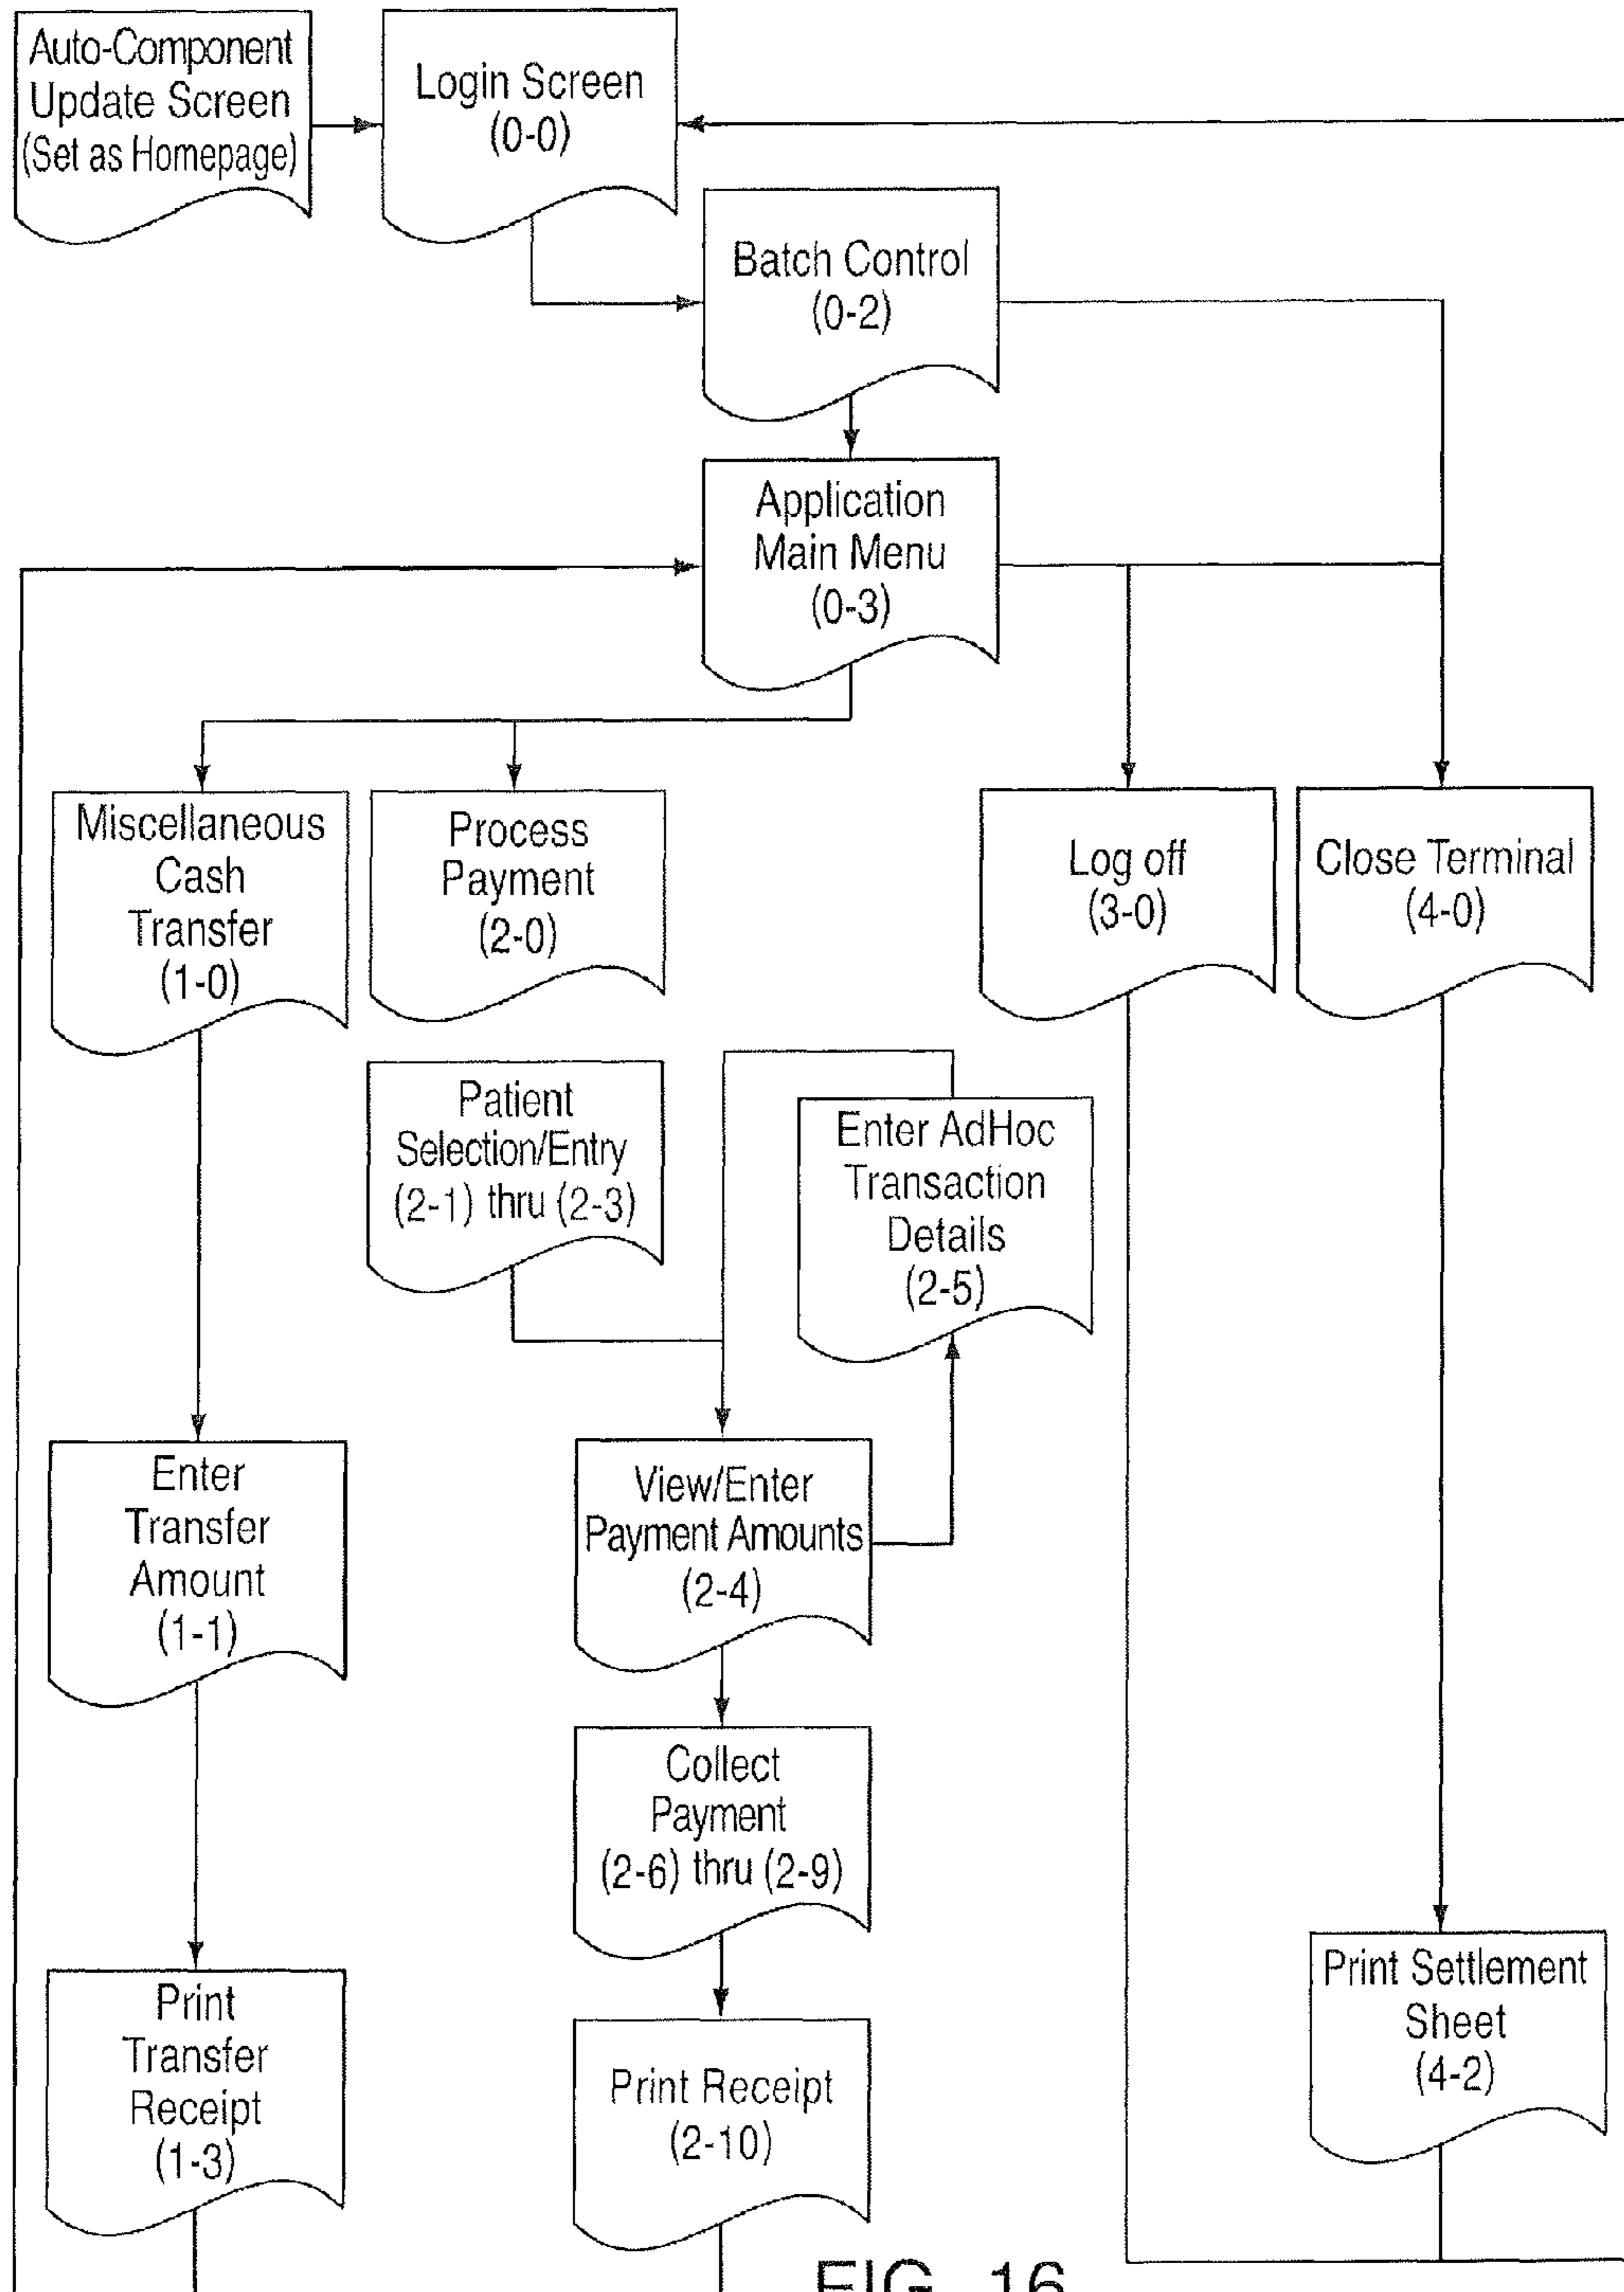 Auto-Component
Update Screen
(Set as Homepage)
Login Screen
(0-0)
Batch Control
(0-2)
Application
Main Menu
(0-3)
Miscellaneous
Cash
Transfer
(1-0)
Process
Payment
(2-0)
Log off
(3-0)
Close Terminal
(4-0)
Patient
Selection/Entry
(2-1) thru (2-3)
Enter AdHoc
Transaction
Details
(2-5)
Enter
Transfer
Amount
(1-1)
View/Enter
Payment Amounts
(2-4)
Collect
Payment
(2-6) thru (2-9)
Print
Transfer
Receipt
(1-3)
Print Receipt
(2-10)
Print Settlement
Sheet
(4-2)
FIG. 16